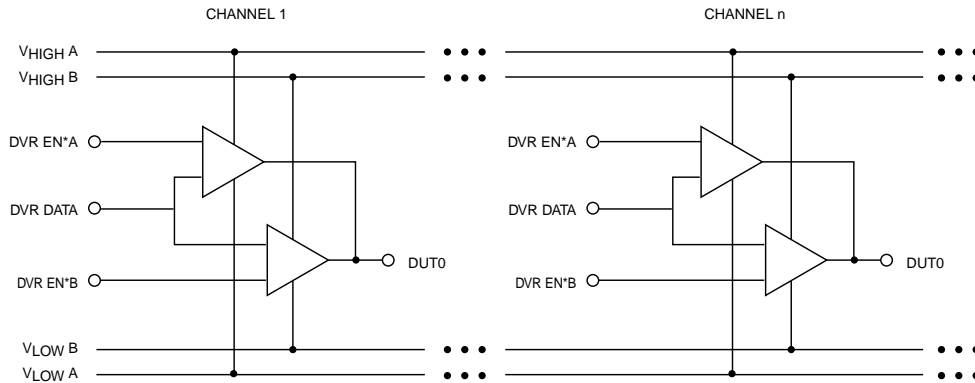 CHANNEL 1
CHANNEL n
VHIGH A
VHIGH B
DVR EN*A
DVR DATA
DVR EN*B
DUT0
VLOW B
VLOW A
DVR EN*A
DVR DATA
DVR EN*B
DUT0